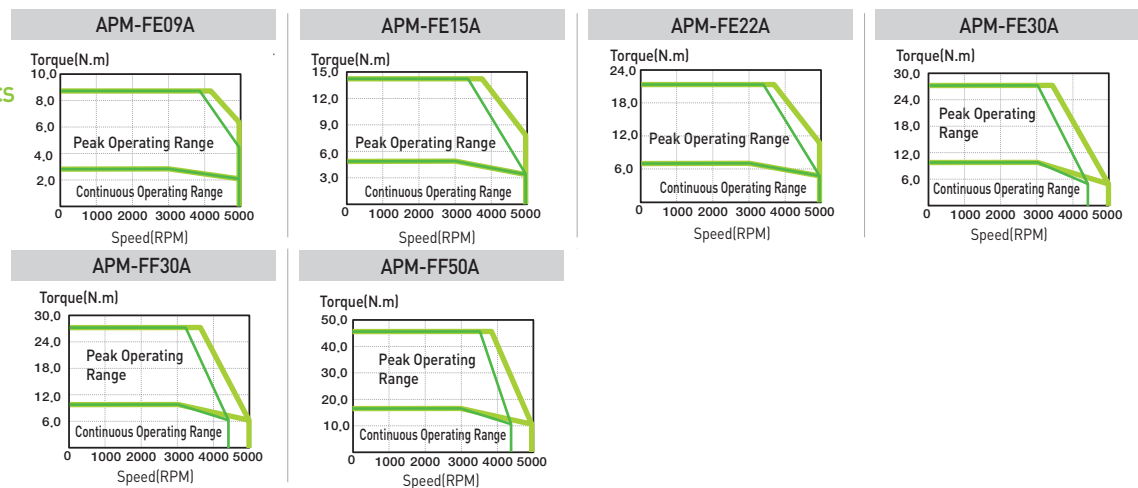 APM-FE09A
Torque(N.m)
10,0
8,0
6,0
4,0
2,0
Peak Operating Range
Continuous Operating Range
0 1000 2000 3000 4000 5000
Speed(RPM)
APM-FE15A
Torque(N.m)
15,0
12,0
9,0
6,0
3,0
Peak Operating Range
Continuous Operating Range
0 1000 2000 3000 4000 5000
Speed(RPM)
APM-FE22A
Torque(N.m)
24,0
18,0
12,0
6,0
Peak Operating Range
Continuous Operating Range
0 1000 2000 3000 4000 5000
Speed(RPM)
APM-FE30A
Torque(N.m)
30,0
24,0
18,0
12,0
6,0
Peak Operating
Range
Continuous Operating Range
0 1000 2000 3000 4000 5000
Speed(RPM)
APM-FF30A
Torque(N.m)
30,0
24,0
18,0
12,0
6,0
Peak Operating
Range
Continuous Operating Range
0 1000 2000 3000 4000 5000
Speed(RPM)
APM-FF50A
Torque(N.m)
50,0
40,0
30,0
20,0
10,0
Peak Operating
Range
Continuous Operating Range
0 1000 2000 3000 4000 5000
Speed(RPM)